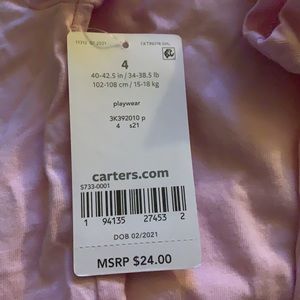 4
40-42.5 in / 34-38.5 lb
102-108 cm / 15-18 kg
playwear
3K392010 p
4 s21
carters.com
S733-0001
1 94135 27453 2
DOB 02/2021
MSRP $24.00